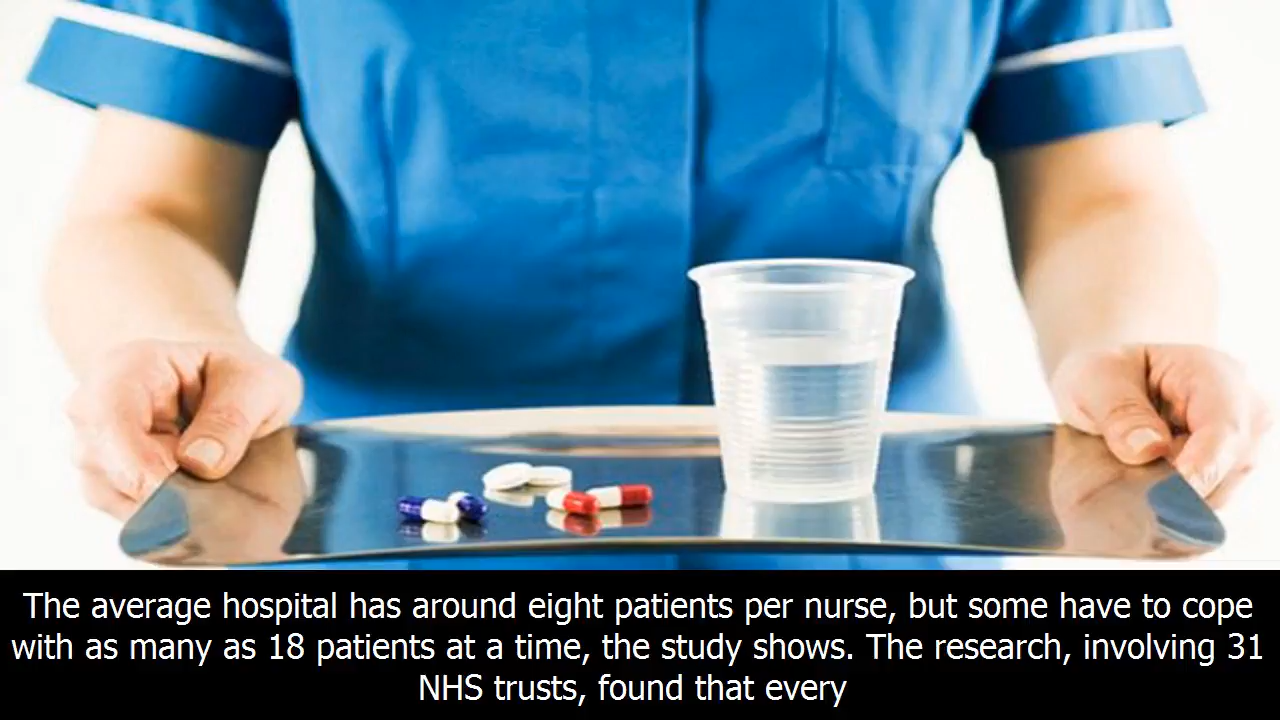 The average hospital has around eight patients per nurse, but some have to cope
with as many as 18 patients at a time, the study shows. The research, involving 31
NHS trusts, found that every